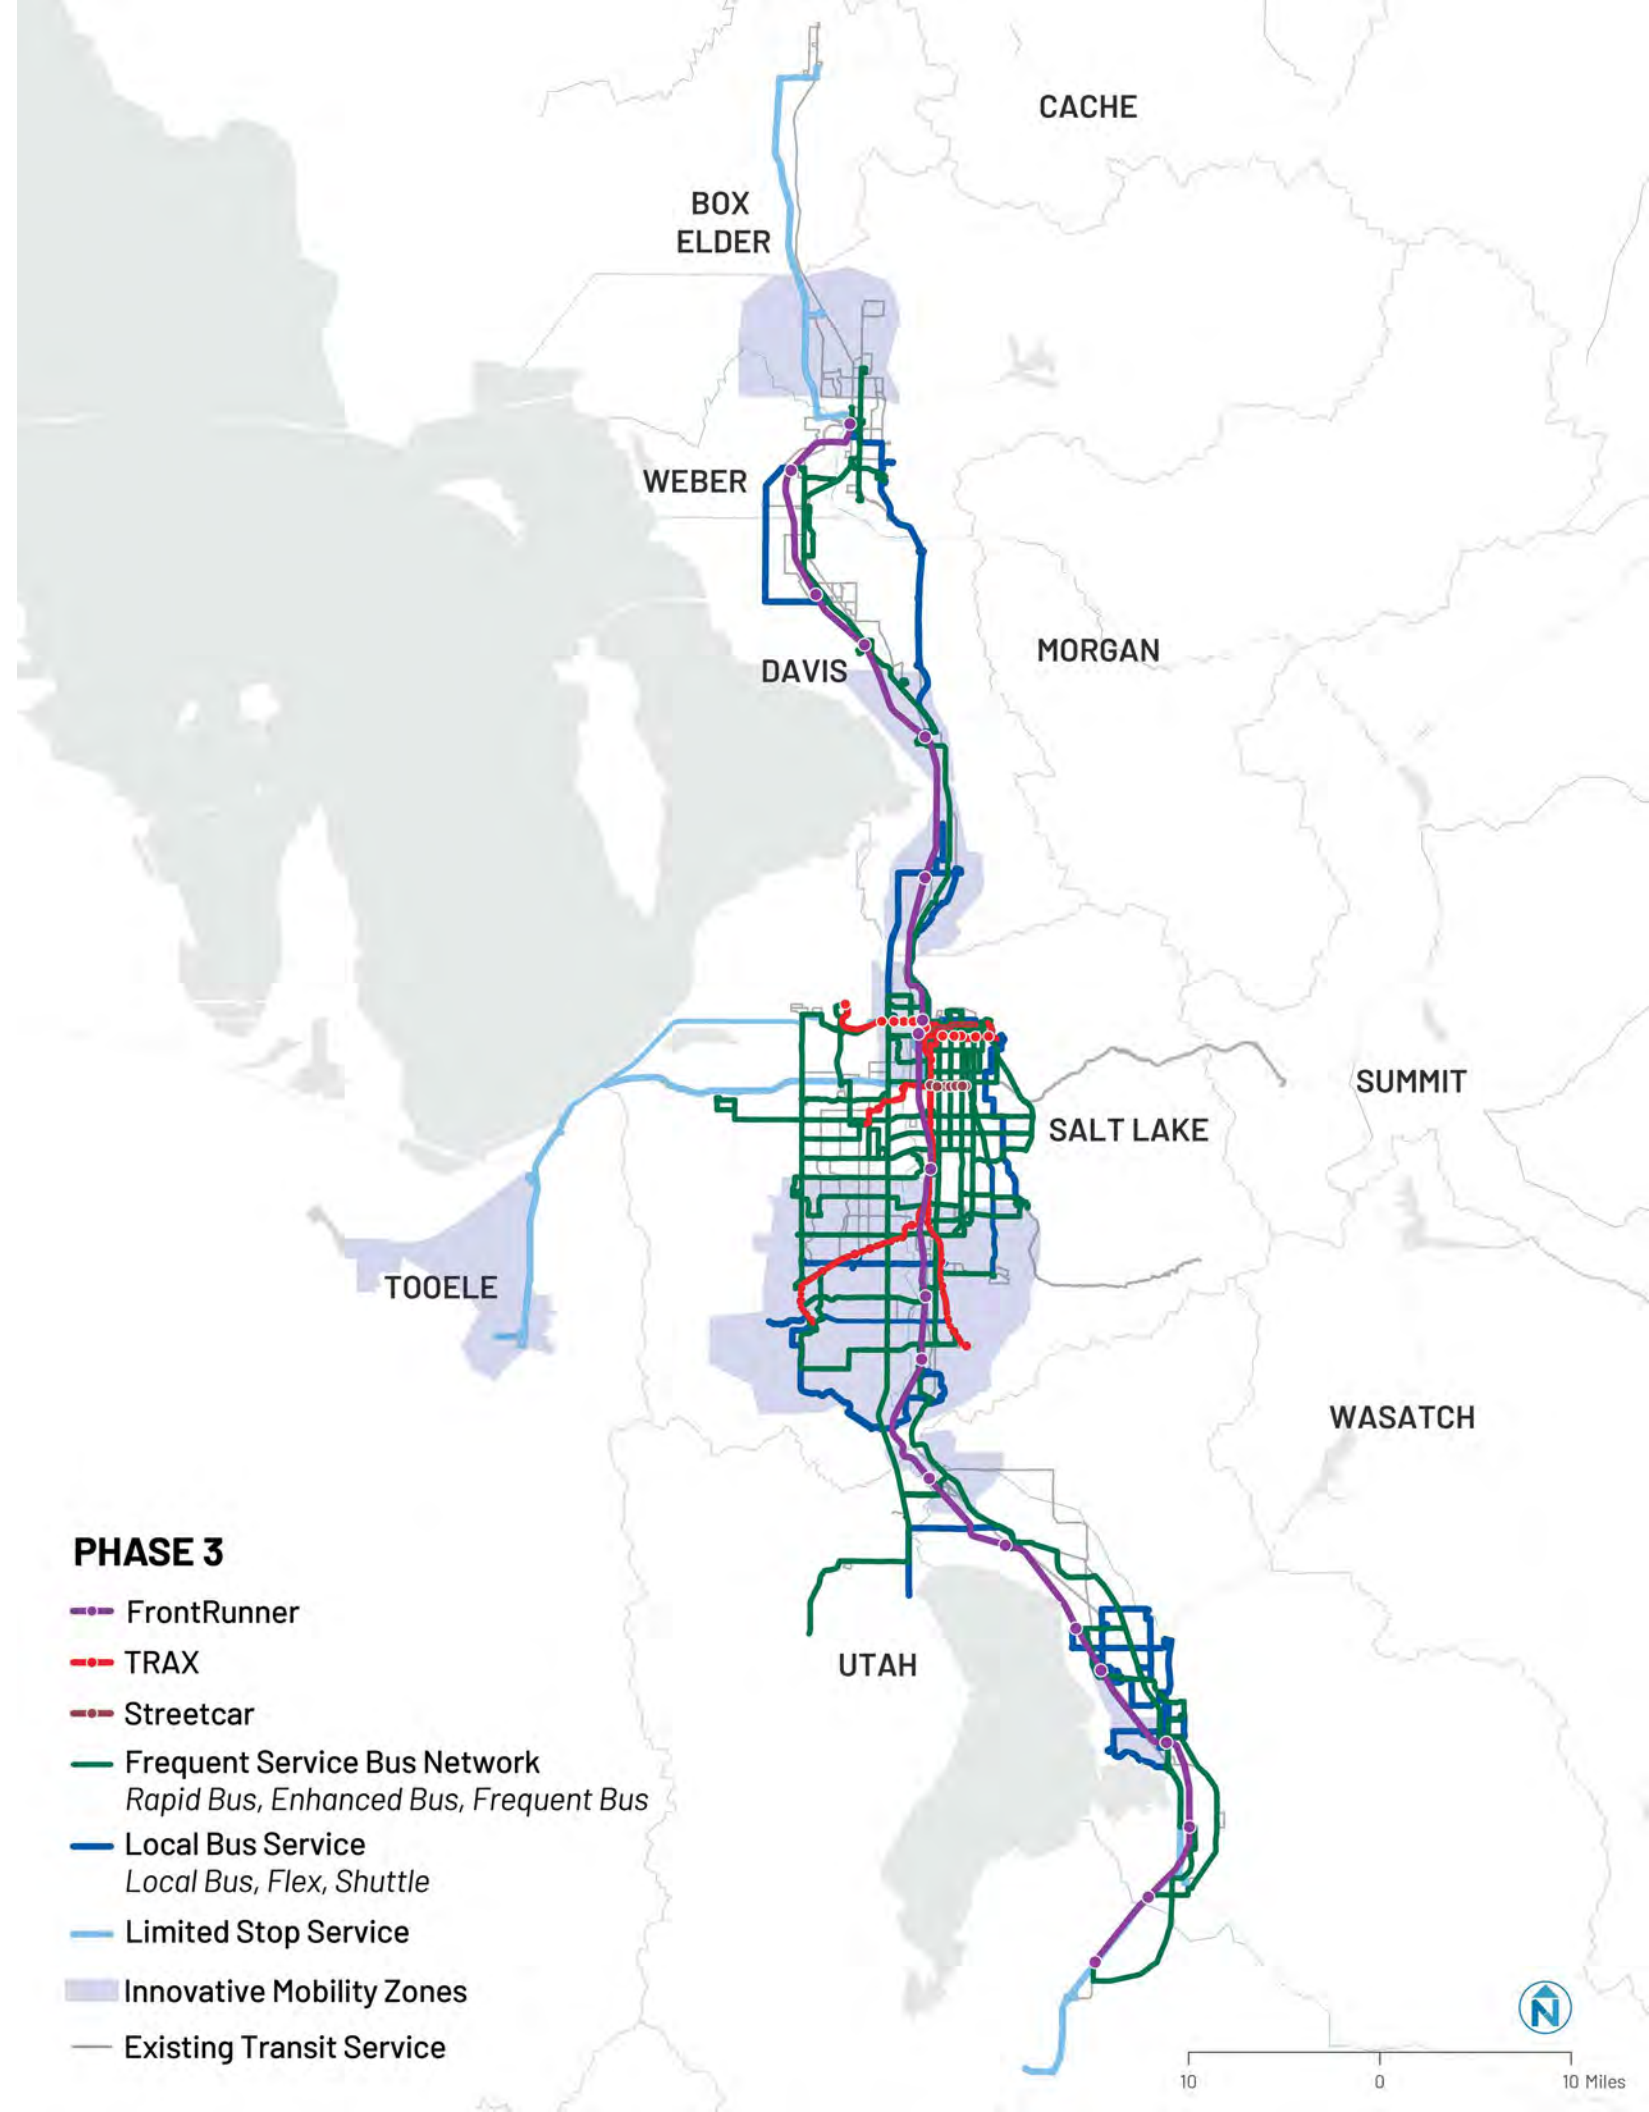 CACHE
BOX
ELDER
WEBER
MORGAN
DAVIS
SUMMIT
SALT LAKE
TOOELE
WASATCH
UTAH
PHASE 3
FrontRunner
TRAX
Streetcar
Frequent Service Bus Network
Rapid Bus, Enhanced Bus, Frequent Bus
Local Bus Service
Local Bus, Flex, Shuttle
Limited Stop Service
Innovative Mobility Zones
Existing Transit Service
N
10 0 10 Miles